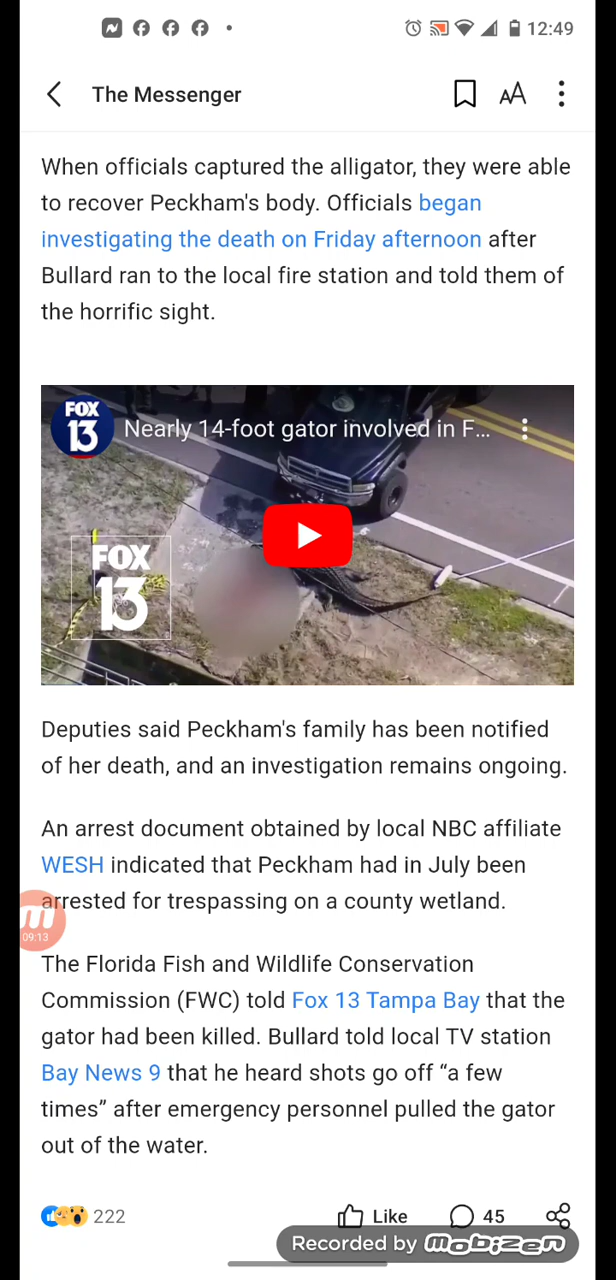 12:49
The Messenger
AA
When officials captured the alligator, they were able
to recover Peckham's body. Officials began
investigating the death on Friday afternoon after
Bullard ran to the local fire station and told them of
the horrific sight.
FOX
13
Nearly 14-foot gator involved in F...
FOX
13
Deputies said Peckham's family has been notified
of her death, and an investigation remains ongoing.
An arrest document obtained by local NBC affiliate
WESH indicated that Peckham had in July been
arrested for trespassing on a county wetland.
09:13
The Florida Fish and Wildlife Conservation
Commission (FWC) told Fox 13 Tampa Bay that the
gator had been killed. Bullard told local TV station
Bay News 9 that he heard shots go off “a few
times” after emergency personnel pulled the gator
out of the water.
222 Like 45
Recorded by mobizen